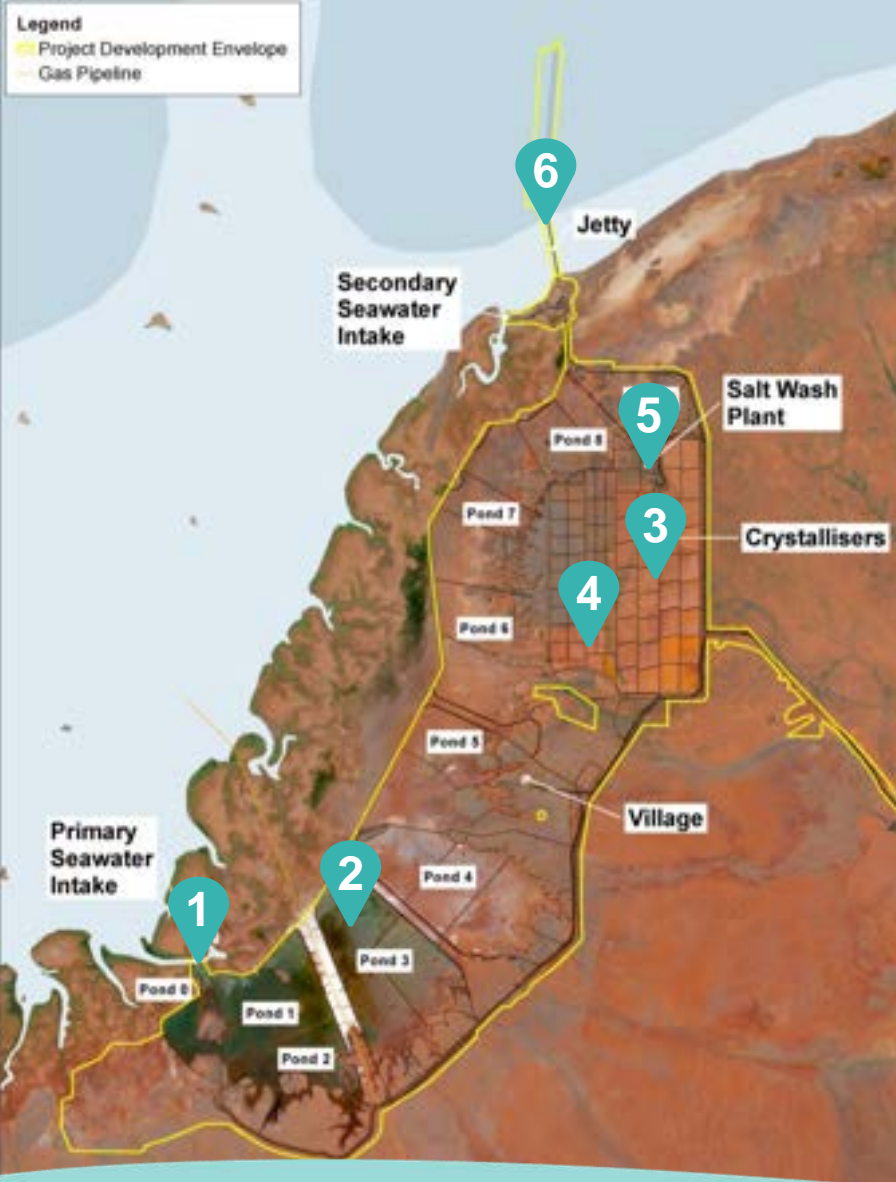 Legend
Project Development Envelope
Gas Pipeline
6
Jetty
Secondary
Seawater
Intake
Salt Wash
Plant
5
Pond 8
Pond 7
3
Crystallisers
4
Pond 6
Pond 5
Village
Primary
Seawater
Intake
2
Pond 4
1
Pond 3
Pond 0
Pond 1
Pond 2